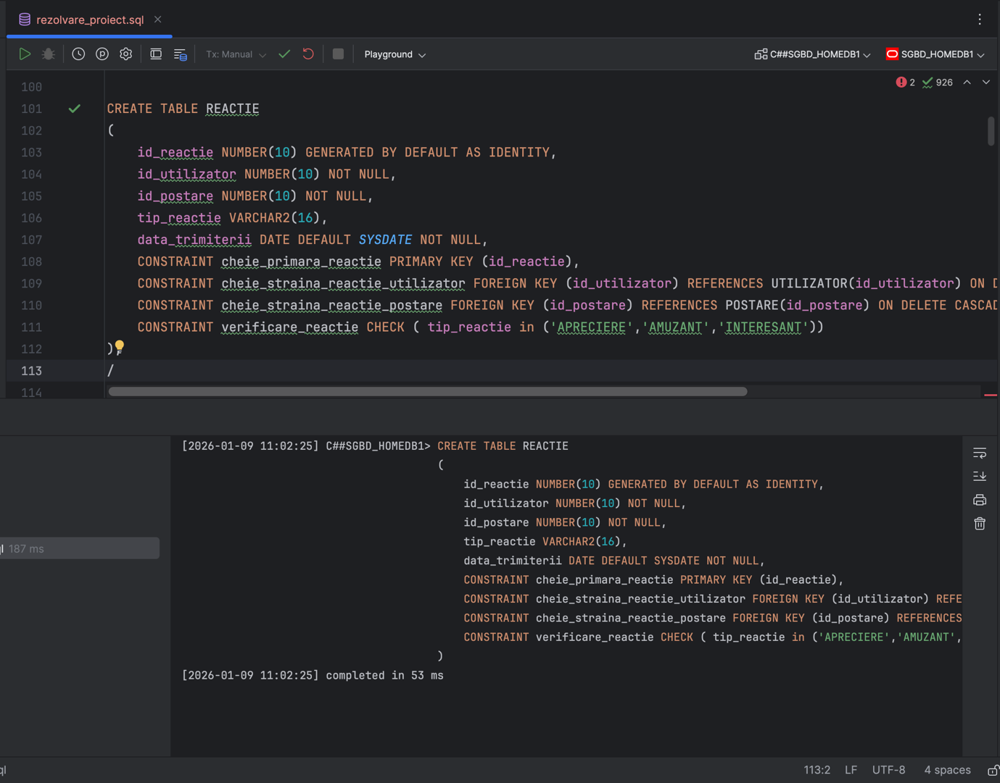 rezolvare_proiect.sql
Tx: Manual
Playground
C##SGBD_HOMEDB1
SGBD_HOMEDB1
2
926
100
101 CREATE TABLE REACTIE
102 (
103 id_reactie NUMBER(10) GENERATED BY DEFAULT AS IDENTITY,
104 id_utilizator NUMBER(10) NOT NULL,
105 id_postare NUMBER(10) NOT NULL,
106 tip_reactie VARCHAR2(16),
107 data_trimiterii DATE DEFAULT SYSDATE NOT NULL,
108 CONSTRAINT cheie_primara_reactie PRIMARY KEY (id_reactie),
109 CONSTRAINT cheie_straina_reactie_utilizator FOREIGN KEY (id_utilizator) REFERENCES UTILIZATOR(id_utilizator) ON D
110 CONSTRAINT cheie_straina_reactie_postare FOREIGN KEY (id_postare) REFERENCES POSTARE(id_postare) ON DELETE CASCAD
111 CONSTRAINT verificare_reactie CHECK ( tip_reactie in ('APRECIERE','AMUZANT','INTERESANT'))
112 )
113 /
114
[2026-01-09 11:02:25] C##SGBD_HOMEDB1> CREATE TABLE REACTIE
(
id_reactie NUMBER(10) GENERATED BY DEFAULT AS IDENTITY,
id_utilizator NUMBER(10) NOT NULL,
id_postare NUMBER(10) NOT NULL,
tip_reactie VARCHAR2(16),
data_trimiterii DATE DEFAULT SYSDATE NOT NULL,
CONSTRAINT cheie_primara_reactie PRIMARY KEY (id_reactie),
CONSTRAINT cheie_straina_reactie_utilizator FOREIGN KEY (id_utilizator) REFE
CONSTRAINT cheie_straina_reactie_postare FOREIGN KEY (id_postare) REFERENCES
CONSTRAINT verificare_reactie CHECK ( tip_reactie in ('APRECIERE','AMUZANT',
)
[2026-01-09 11:02:25] completed in 53 ms
ql 187 ms
ql
113:2
LF
UTF-8
4 spaces